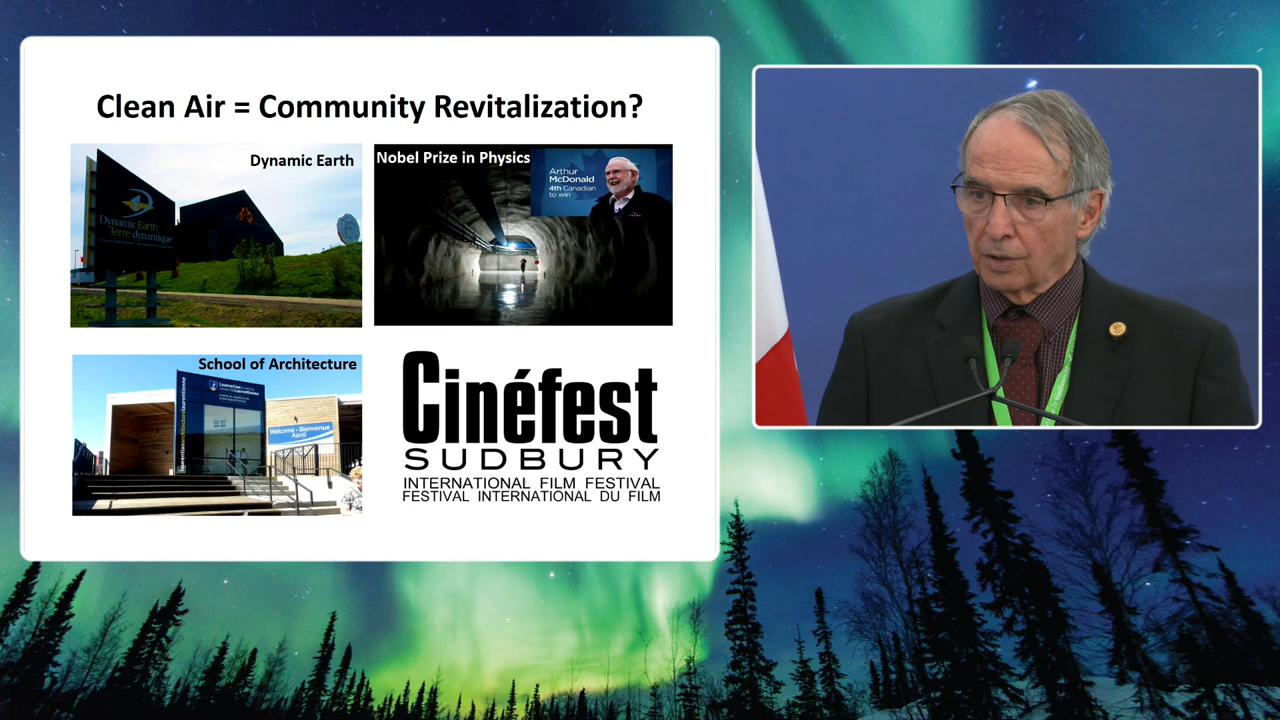 Clean Air = Community Revitalization?
Dynamic Earth
Dynamic Earth
Terre dynamique
Nobel Prize in Physics
Arthur
McDonald
4th Canadian
to win
School of Architecture
Welcome - Bienvenue
Aanii
Cinéfest
SUDBURY
INTERNATIONAL FILM FESTIVAL
FESTIVAL INTERNATIONAL DU FILM